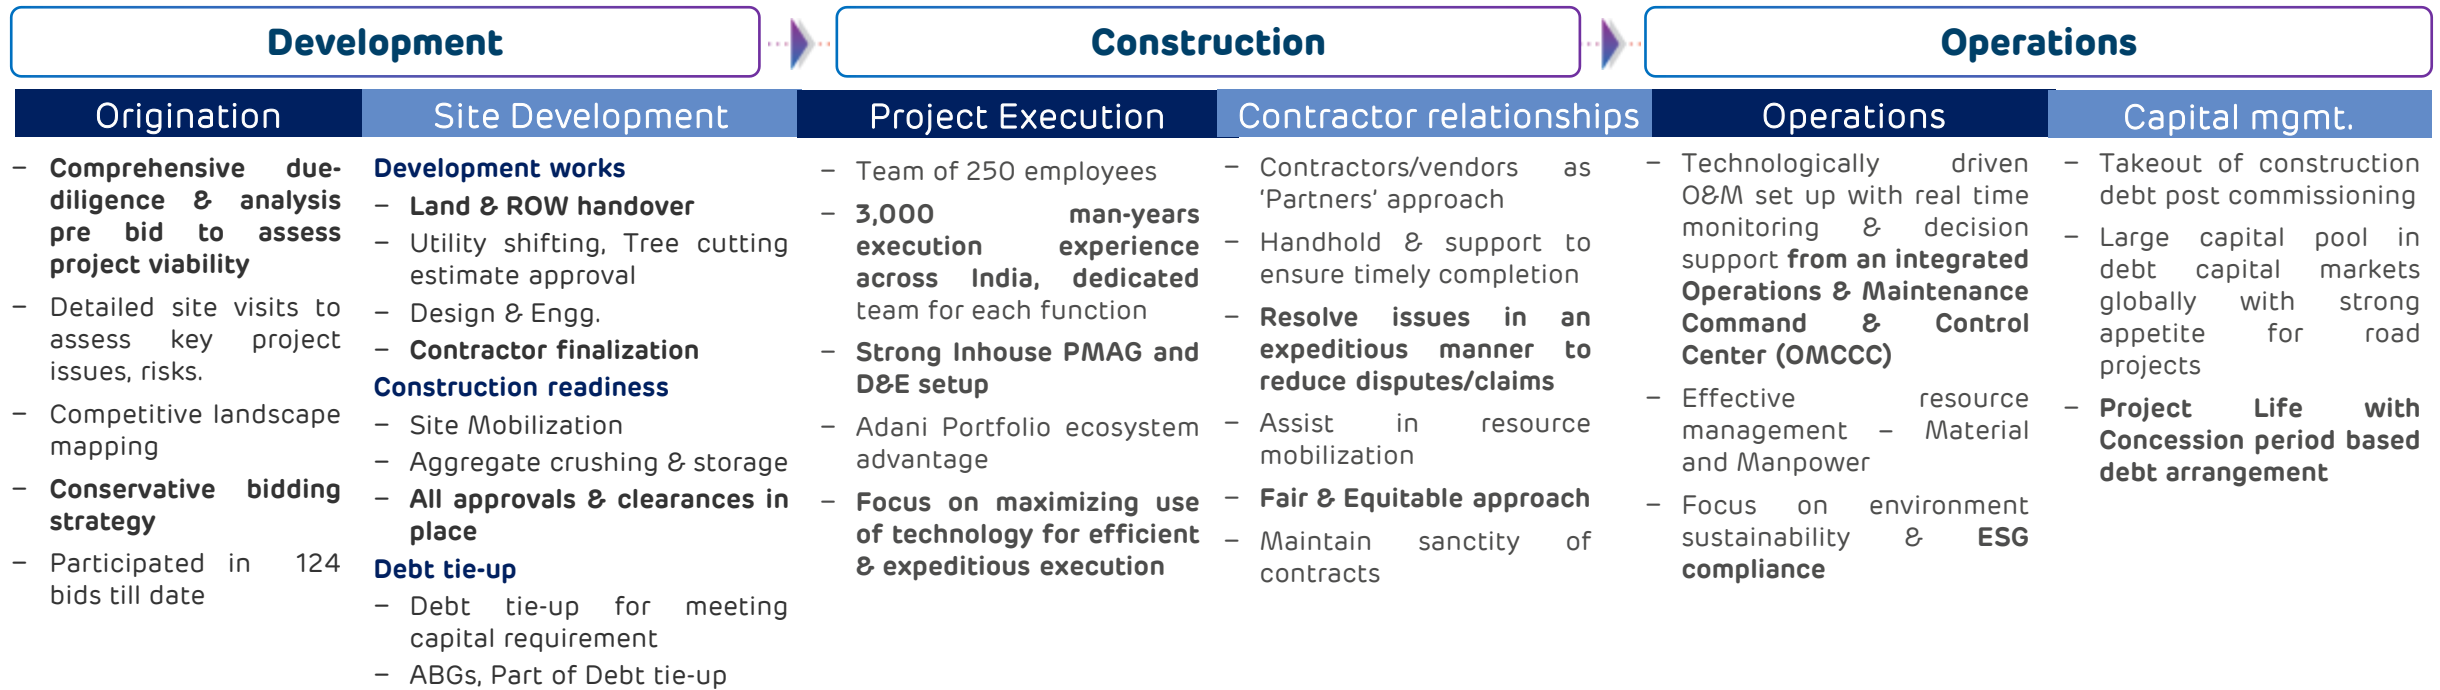 Development
Construction
Operations
Origination
Site Development
Project Execution
Contractor relationships
Operations
Capital mgmt.
– Comprehensive due-
diligence & analysis
pre bid to assess
project viability
– Detailed site visits to
assess key project
issues, risks.
– Competitive landscape
mapping
– Conservative bidding
strategy
– Participated in 124
bids till date
Development works
– Land & ROW handover
– Utility shifting, Tree cutting
estimate approval
– Design & Engg.
– Contractor finalization
Construction readiness
– Site Mobilization
– Aggregate crushing & storage
– All approvals & clearances in
place
Debt tie-up
– Debt tie-up for meeting
capital requirement
– ABGs, Part of Debt tie-up
– Team of 250 employees
– 3,000 man-years
execution experience
across India, dedicated
team for each function
– Strong Inhouse PMAG and
D&E setup
– Adani Portfolio ecosystem
advantage
– Focus on maximizing use
of technology for efficient
& expeditious execution
– Contractors/vendors as
'Partners' approach
– Handhold & support to
ensure timely completion
– Resolve issues in an
expeditious manner to
reduce disputes/claims
– Assist in resource
mobilization
– Fair & Equitable approach
– Maintain sanctity of
contracts
– Technologically driven
O&M set up with real time
monitoring & decision
support from an integrated
Operations & Maintenance
Command & Control
Center (OMCCC)
– Effective resource
management – Material
and Manpower
– Focus on environment
sustainability & ESG
compliance
– Takeout of construction
debt post commissioning
– Large capital pool in
debt capital markets
globally with strong
appetite for road
projects
– Project Life with
Concession period based
debt arrangement